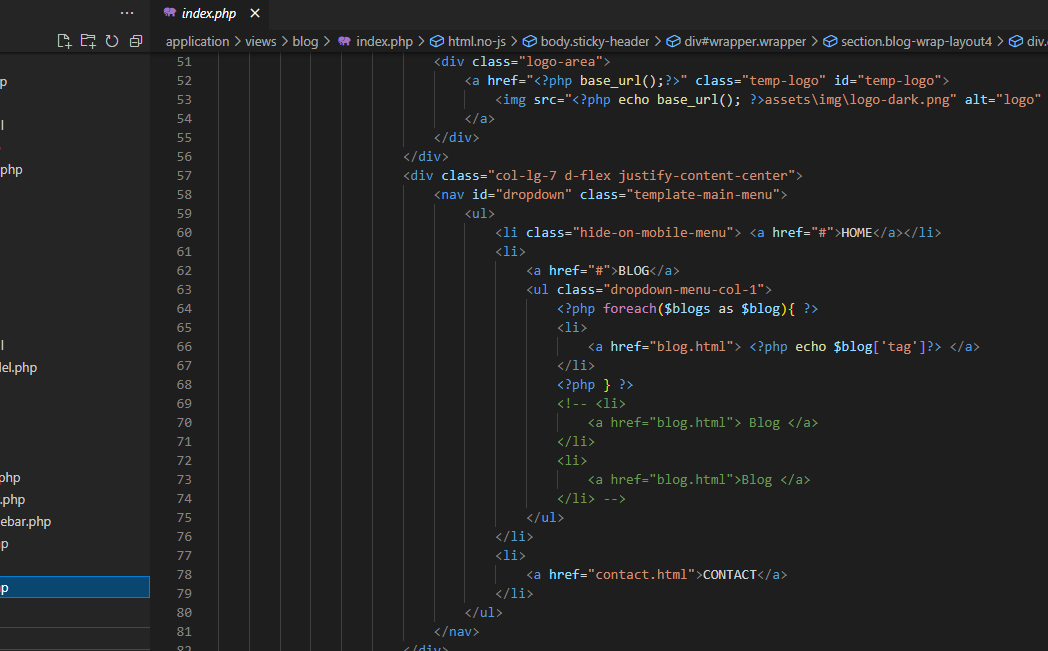 index.php
application > views > blog > index.php > html.no-js > body.sticky-header > div#wrapper.wrapper > section.blog-wrap-layout4 > div.
51 <div class="logo-area">
52 <a href="<?php base_url();?>" class="temp-logo" id="temp-logo">
53 <img src="<?php echo base_url(); ?>assets\img\logo-dark.png" alt="logo"
54 </a>
55 </div>
56 </div>
57 <div class="col-lg-7 d-flex justify-content-center">
58 <nav id="dropdown" class="template-main-menu">
59 <ul>
60 <li class="hide-on-mobile-menu"> <a href="#">HOME</a></li>
61 <li>
62 <a href="#">BLOG</a>
63 <ul class="dropdown-menu-col-1">
64 <?php foreach($blogs as $blog){ ?>
65 <li>
66 <a href="blog.html"> <?php echo $blog['tag']?> </a>
67 </li>
68 <?php } ?>
69 <!-- <li>
70 <a href="blog.html"> Blog </a>
71 </li>
72 <li>
73 <a href="blog.html">Blog </a>
74 </li> -->
75 </ul>
76 </li>
77 <li>
78 <a href="contact.html">CONTACT</a>
79 </li>
80 </ul>
81 </nav>
82 </div>
p
l
php
l
el.php
php
.php
ebar.php
p
p